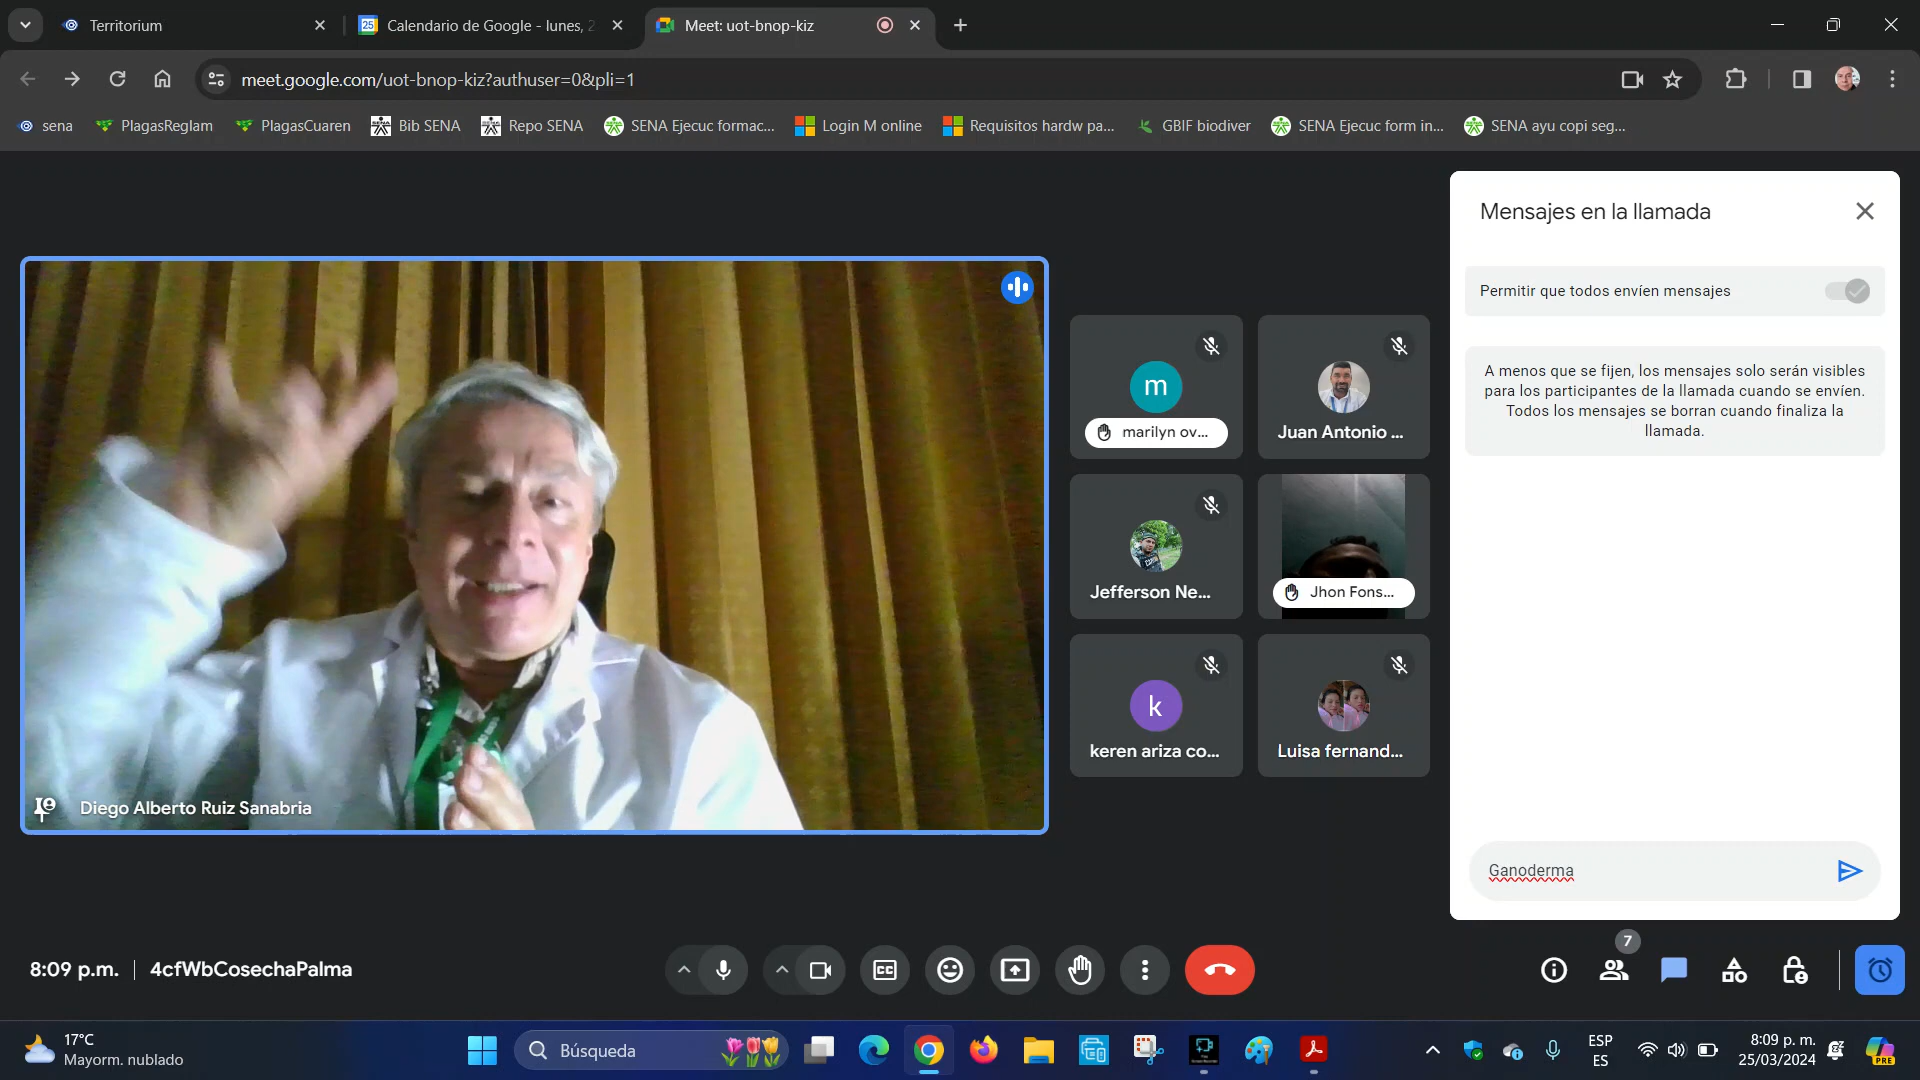 Territorium
Calendario de Google - lunes, 2
Meet: uot-bnop-kiz
meet.google.com/uot-bnop-kiz?authuser=0&pli=1
sena
PlagasReglam
PlagasCuaren
Bib SENA
Repo SENA
SENA Ejecuc formac...
Login M online
Requisitos hardw pa...
GBIF biodiver
SENA Ejecuc form in...
SENA ayu copi seg...
Mensajes en la llamada
Permitir que todos envíen mensajes
A menos que se fijen, los mensajes solo serán visibles
para los participantes de la llamada cuando se envíen.
Todos los mensajes se borran cuando finaliza la
llamada.
m
marilyn ov...
Juan Antonio ...
Jefferson Ne...
Jhon Fons...
k
keren ariza co...
Luisa fernand...
Diego Alberto Ruiz Sanabria
Ganoderma
8:09 p.m.
4cfWbCosechaPalma
7
17°C
Mayorm. nublado
Búsqueda
ESP
ES
8:09 p. m.
25/03/2024
PRE